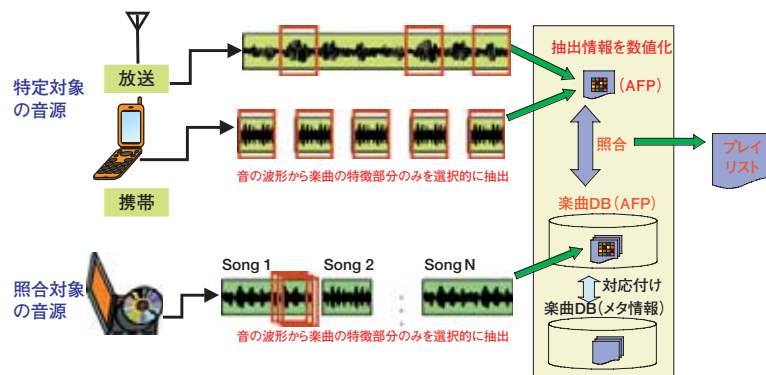 特定対象
の音源
放送
携帯
音の波形から楽曲の特徴部分のみを選択的に抽出
抽出情報を数値化
(AFP)
照合
プレイ
リスト
楽曲DB(AFP)
照合対象
の音源
Song 1
Song 2
Song N
音の波形から楽曲の特徴部分のみを選択的に抽出
対応付け
楽曲DB(メタ情報)